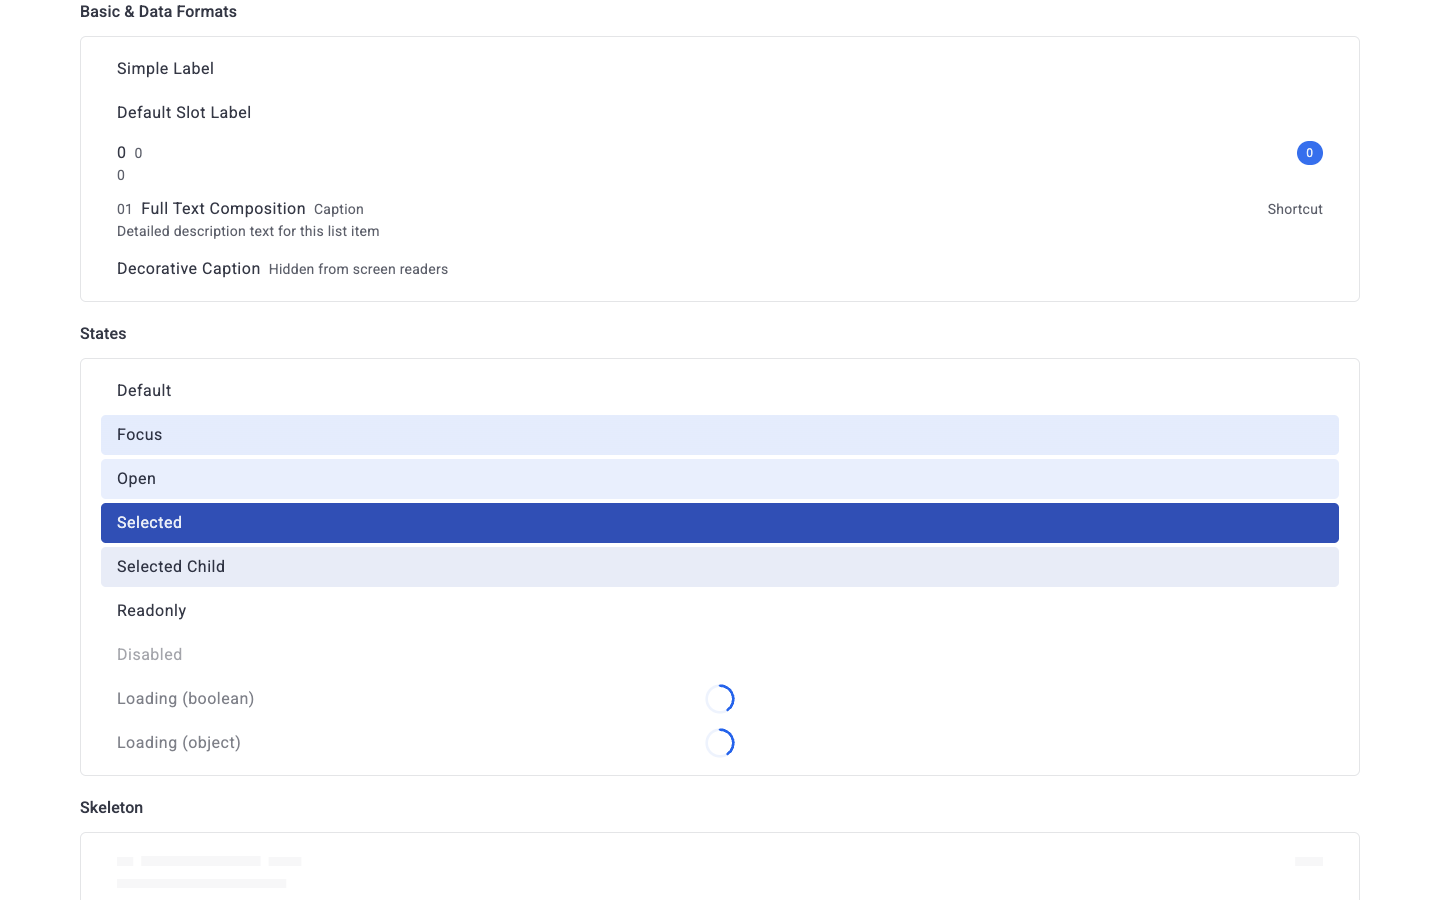 Basic & Data Formats
Simple Label
Default Slot Label
0 0 0
0
01 Full Text Composition Caption Shortcut
Detailed description text for this list item
Decorative Caption Hidden from screen readers
States
Default
Focus
Open
Selected
Selected Child
Readonly
Disabled
Loading (boolean)
Loading (object)
Skeleton